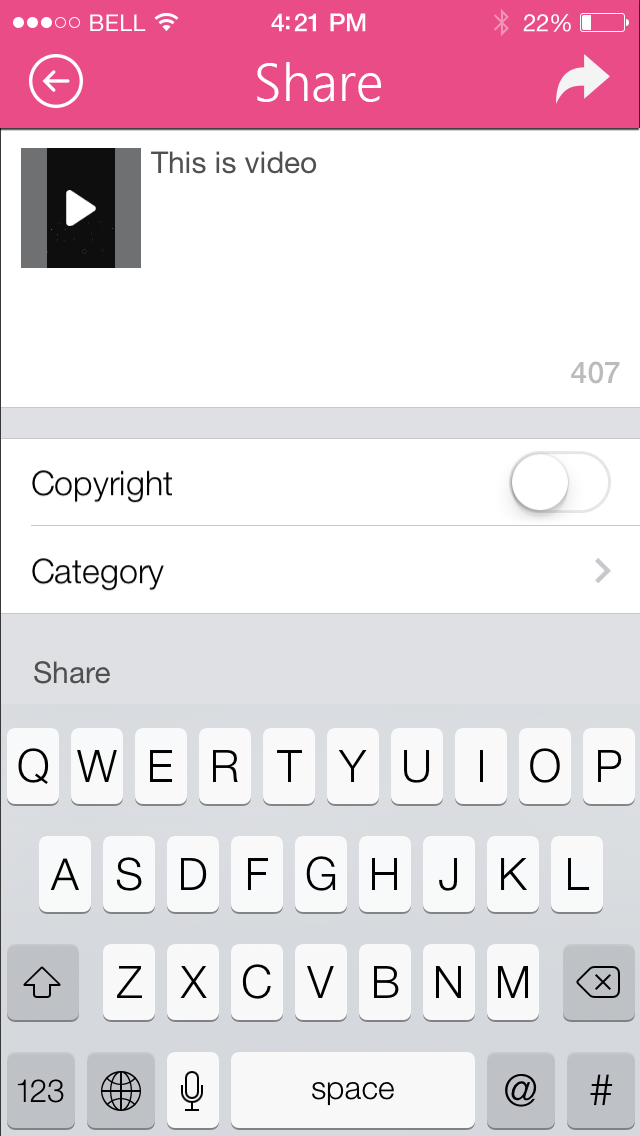 BELL 4:21 PM 22%
Share
This is video
407
Copyright
Category
Share
Q W E R T Y U I O P
A S D F G H J K L
Z X C V B N M
123 space @ #